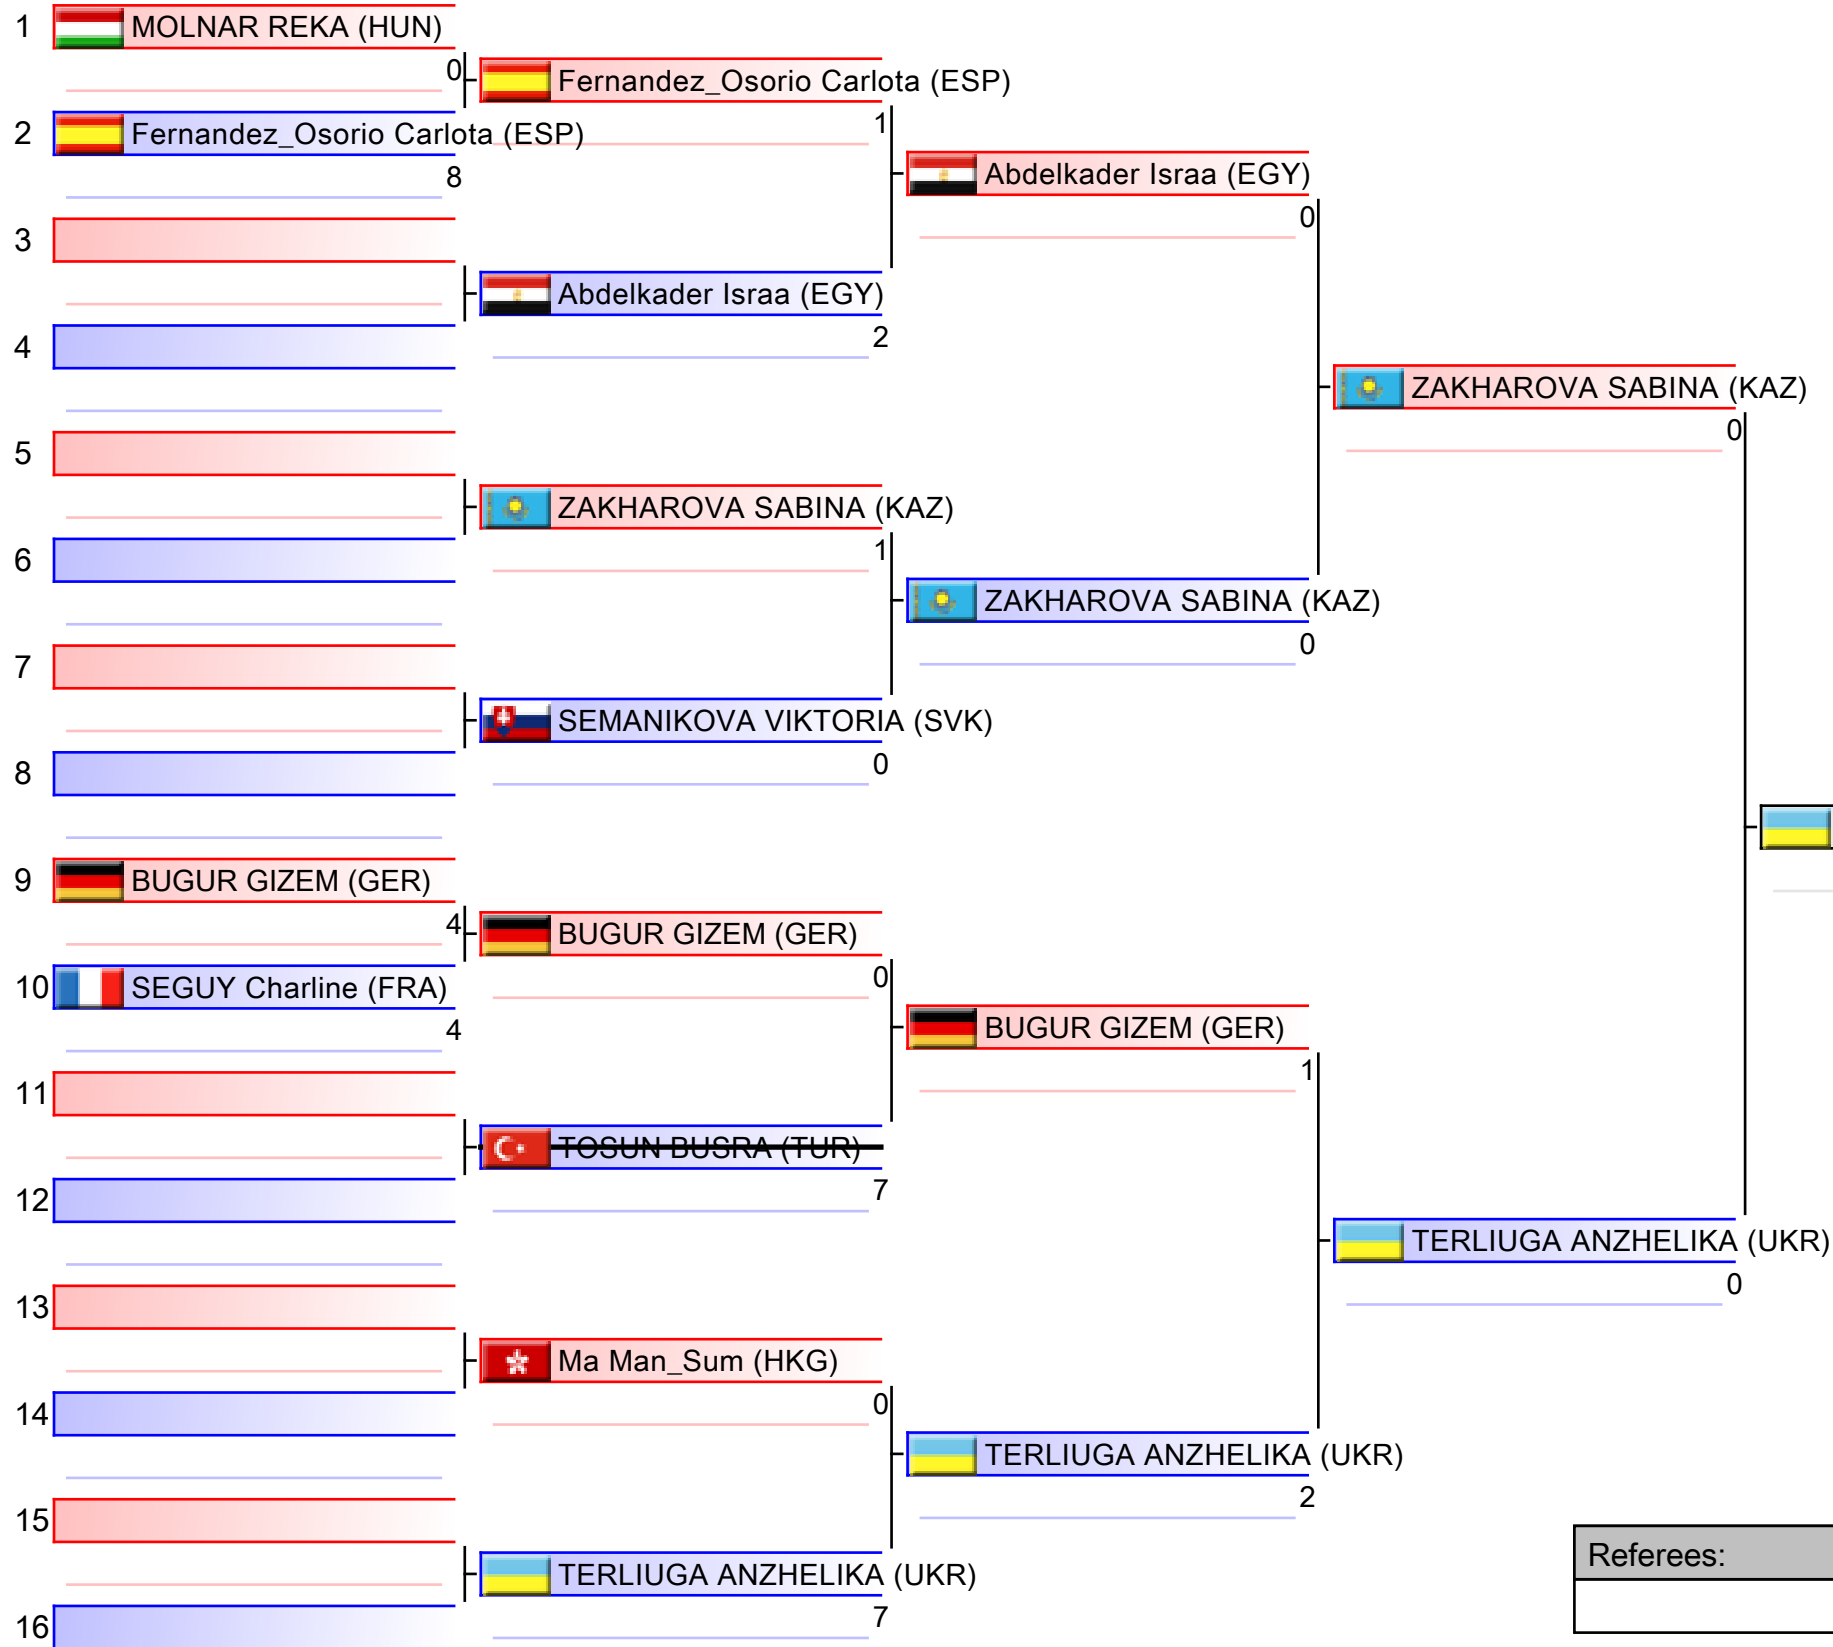 1 MOLNAR REKA (HUN)
0
Fernandez_Osorio Carlota (ESP)
1
2 Fernandez_Osorio Carlota (ESP)
8
Abdelkader Israa (EGY)
0
3
Abdelkader Israa (EGY)
2
4
ZAKHAROVA SABINA (KAZ)
0
5
ZAKHAROVA SABINA (KAZ)
1
6
ZAKHAROVA SABINA (KAZ)
0
7
SEMANIKOVA VIKTORIA (SVK)
0
8
9 BUGUR GIZEM (GER)
4
BUGUR GIZEM (GER)
0
10 SEGUY Charline (FRA)
4
BUGUR GIZEM (GER)
1
11
TOSUN BUSRA (TUR)
7
12
TERLIUGA ANZHELIKA (UKR)
0
13
Ma Man_Sum (HKG)
0
14
TERLIUGA ANZHELIKA (UKR)
2
15
TERLIUGA ANZHELIKA (UKR)
7
16
Referees: